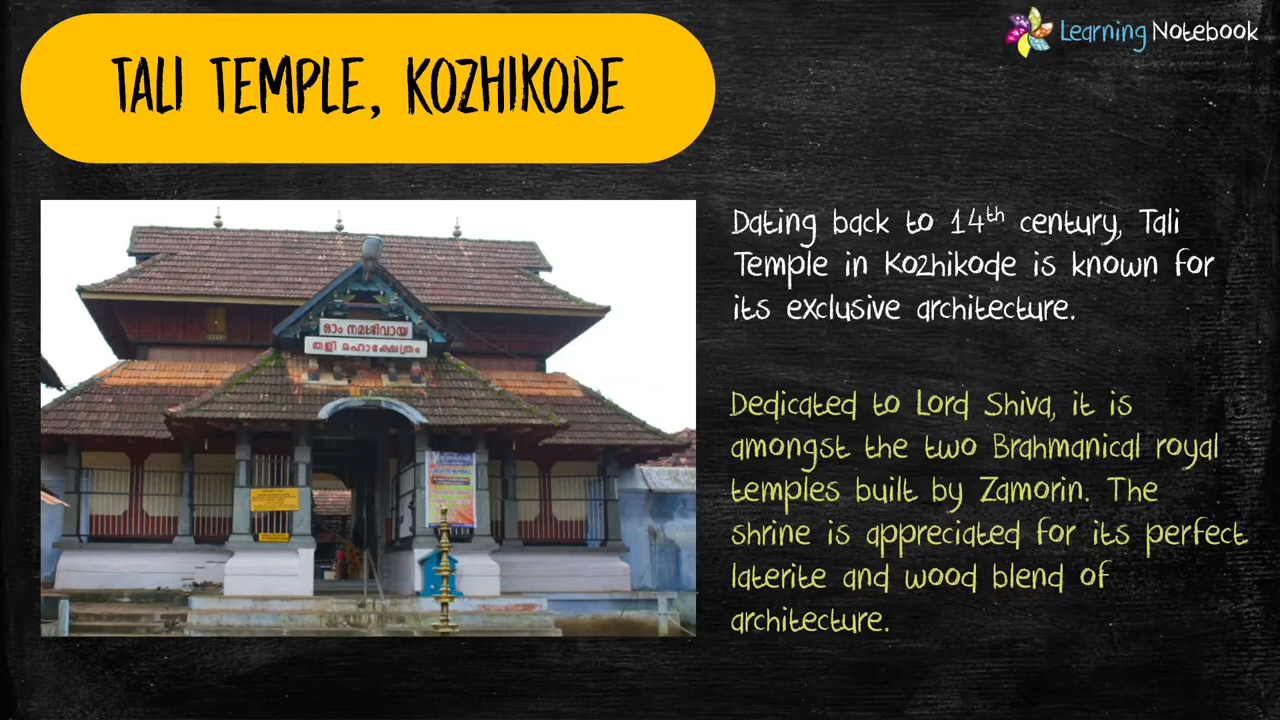 TALI TEMPLE, KOZHIKODE
Learning Notebook
ഓം നമഃശിവായ
തളി മഹാക്ഷേത്രം
Dating back to 14th century, Tali
Temple in Kozhikode is known for
its exclusive architecture.
Dedicated to Lord Shiva, it is
amongst the two Brahmanical royal
temples built by Zamorin. The
shrine is appreciated for its perfect
laterite and wood blend of
architecture.